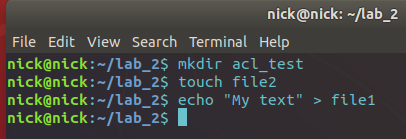 nick@nick: ~/lab_2
File Edit View Search Terminal Help
nick@nick:~/lab_2$ mkdir acl_test
nick@nick:~/lab_2$ touch file2
nick@nick:~/lab_2$ echo "My text" > file1
nick@nick:~/lab_2$